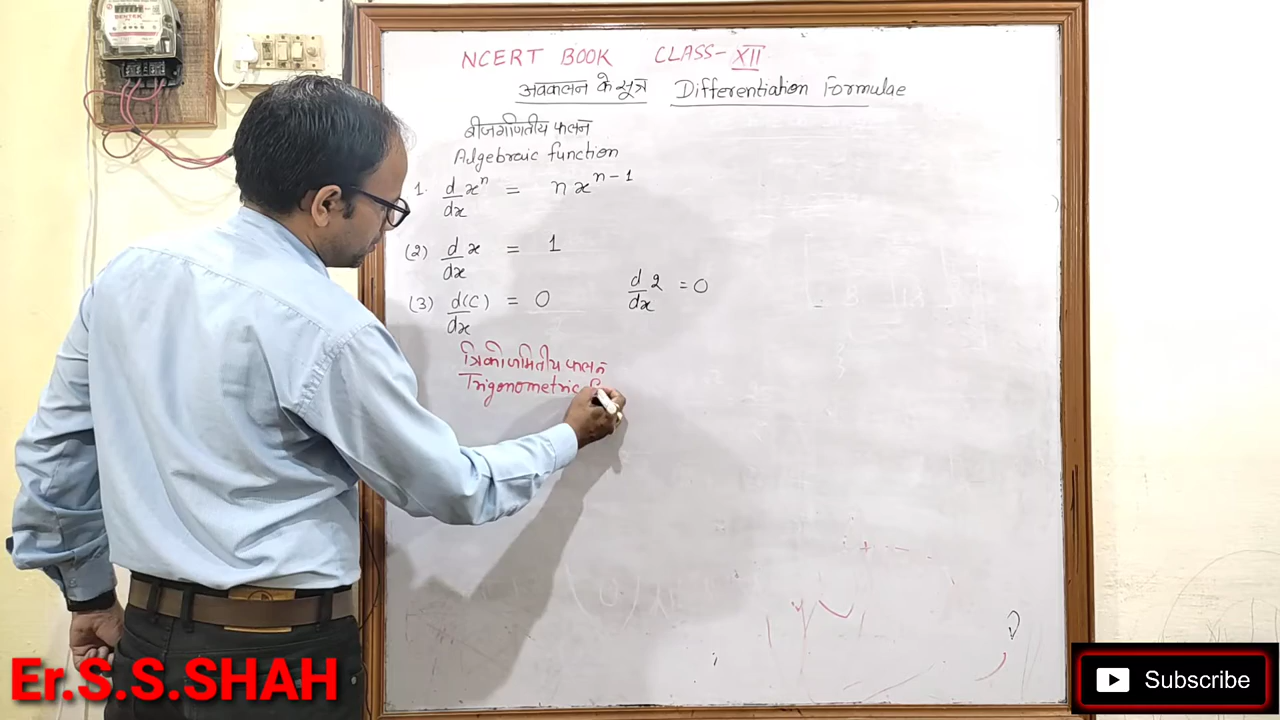 NCERT BOOK CLASS-XII
अवकलन के सूत्र Differentiation Formulae
बीजगणितीय फलन
Algebraic function
1. d/dx x^n = n x^{n-1}
(2) d/dx x = 1
(3) d(C)/dx = 0 d/dx 2 = 0
त्रिकोणमितीय फलन
Trigonometric
Er.S.S.SHAH
Subscribe